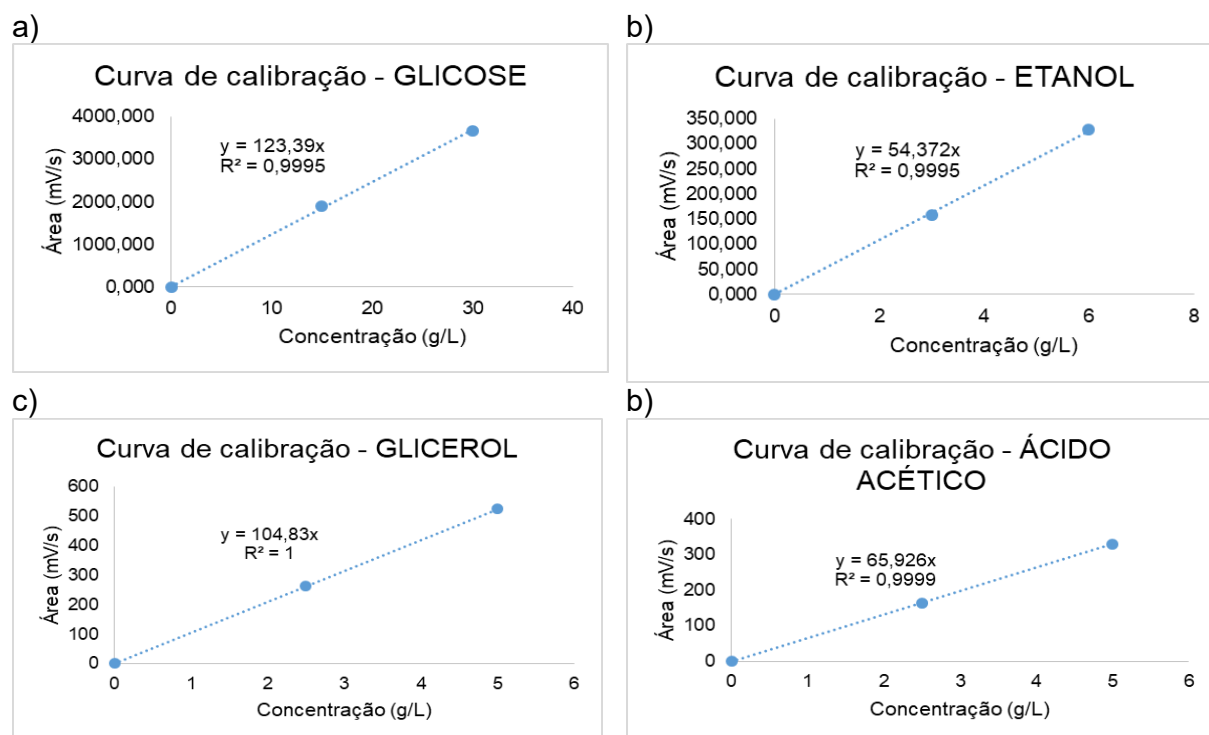 a)
Curva de calibração - GLICOSE
4000,000
3000,000
2000,000
1000,000
0,000
y = 123,39x
R² = 0,9995
Área (mV/s)
0 10 20 30 40
Concentração (g/L)
b)
Curva de calibração - ETANOL
350,000
300,000
250,000
200,000
150,000
100,000
50,000
0,000
y = 54,372x
R² = 0,9995
Área (mV/s)
0 2 4 6 8
Concentração (g/L)
c)
Curva de calibração - GLICEROL
600
500
400
300
200
100
0
y = 104,83x
R² = 1
Área (mV/s)
0 1 2 3 4 5 6
Concentração (g/L)
b)
Curva de calibração - ÁCIDO
ACÉTICO
400
300
200
100
0
y = 65,926x
R² = 0,9999
Área (mV/s)
0 1 2 3 4 5 6
Concentração (g/L)